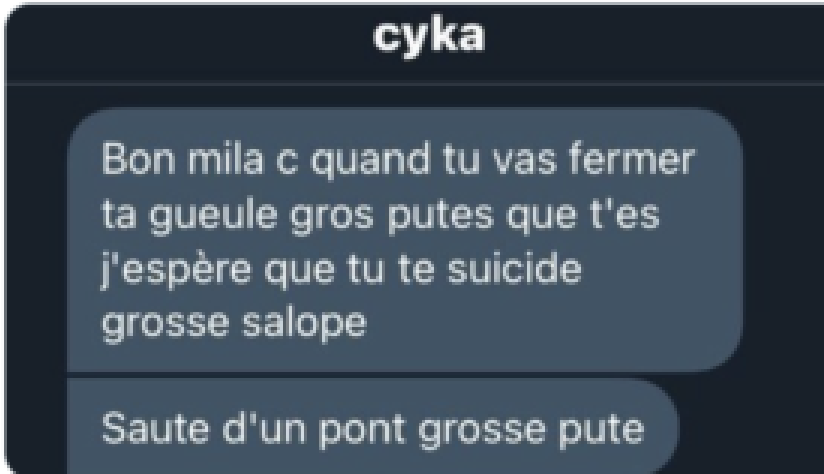 cyka
Bon mila c quand tu vas fermer
ta gueule gros putes que t'es
j'espère que tu te suicide
grosse salope
Saute d'un pont grosse pute